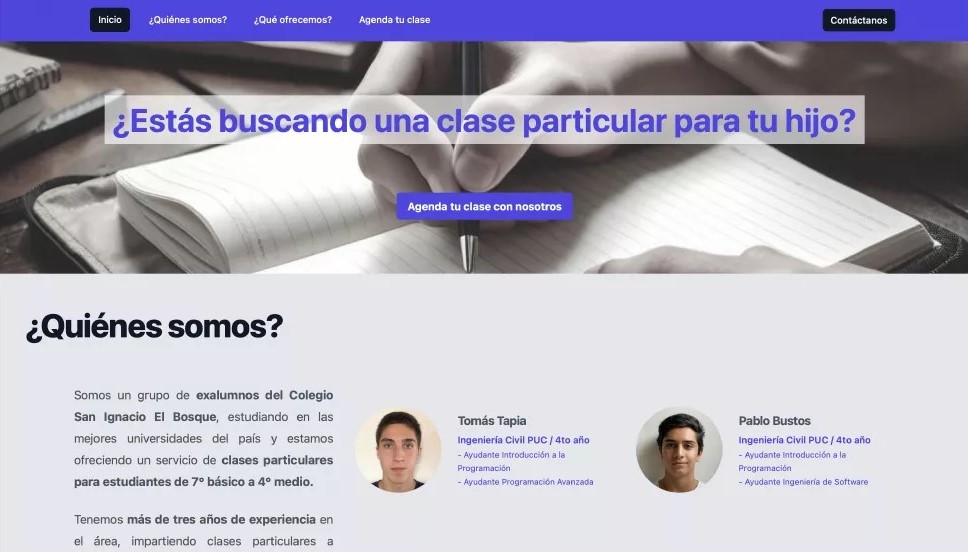 Inicio
¿Quiénes somos?
¿Qué ofrecemos?
Agenda tu clase
Contáctanos
¿Estás buscando una clase particular para tu hijo?
Agenda tu clase con nosotros
¿Quiénes somos?
Somos un grupo de exalumnos del Colegio
San Ignacio El Bosque, estudiando en las
mejores universidades del país y estamos
ofreciendo un servicio de clases particulares
para estudiantes de 7º básico a 4º medio.
Tenemos más de tres años de experiencia en
el área, impartiendo clases particulares a
Tomás Tapia
Ingeniería Civil PUC / 4to año
- Ayudante Introducción a la
Programación
- Ayudante Programación Avanzada
Pablo Bustos
Ingeniería Civil PUC / 4to año
- Ayudante Introducción a la
Programación
- Ayudante Ingeniería de Software